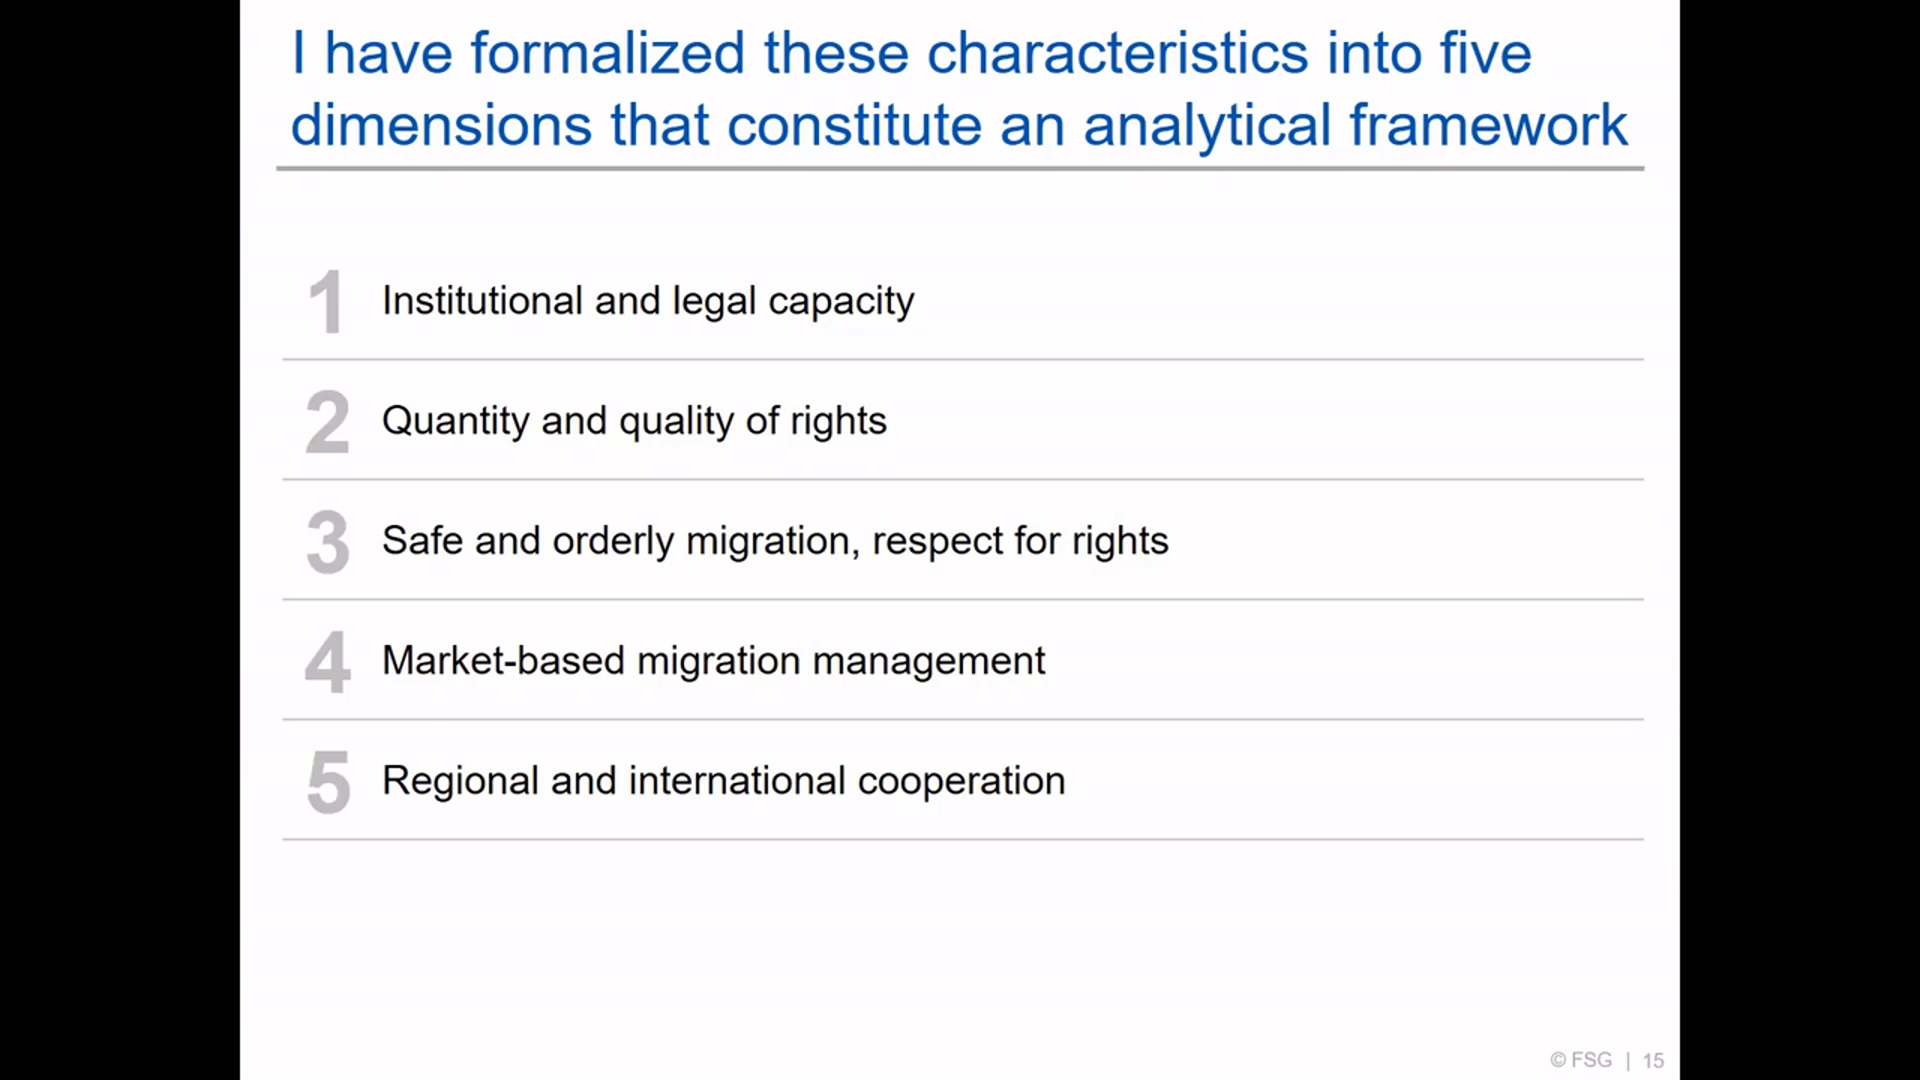 I have formalized these characteristics into five
dimensions that constitute an analytical framework
1 Institutional and legal capacity
2 Quantity and quality of rights
3 Safe and orderly migration, respect for rights
4 Market-based migration management
5 Regional and international cooperation
© FSG | 15